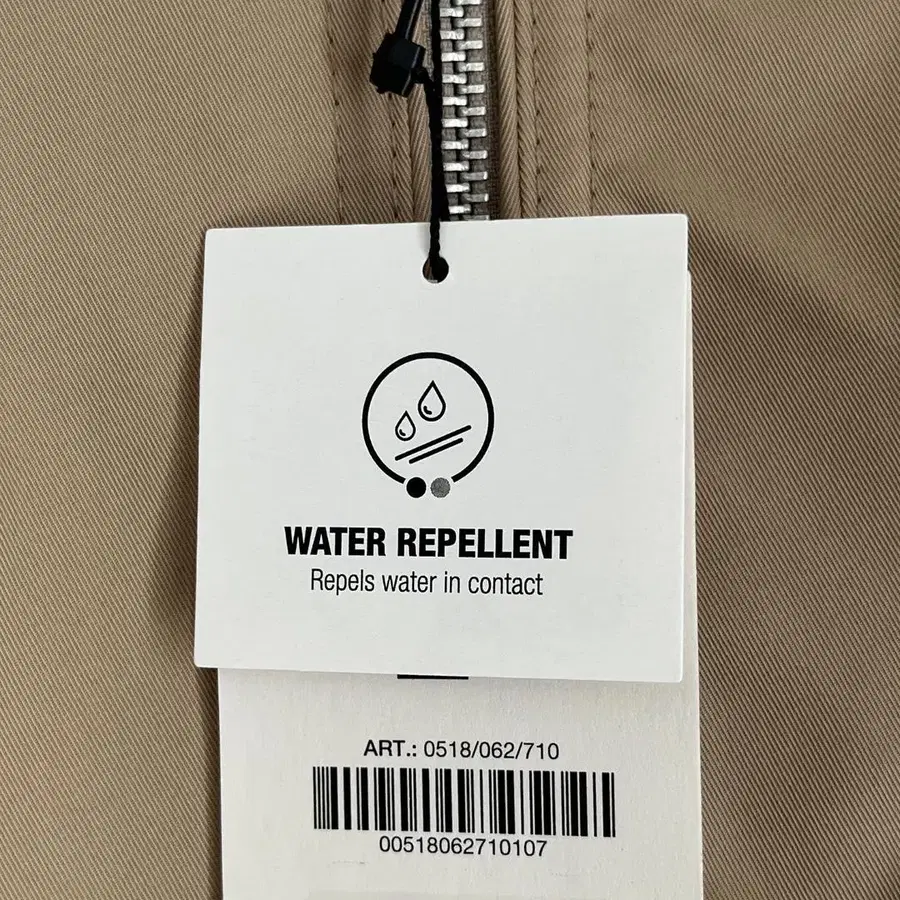 WATER REPELLENT
Repels water in contact
ART.: 0518/062/710
00518062710107